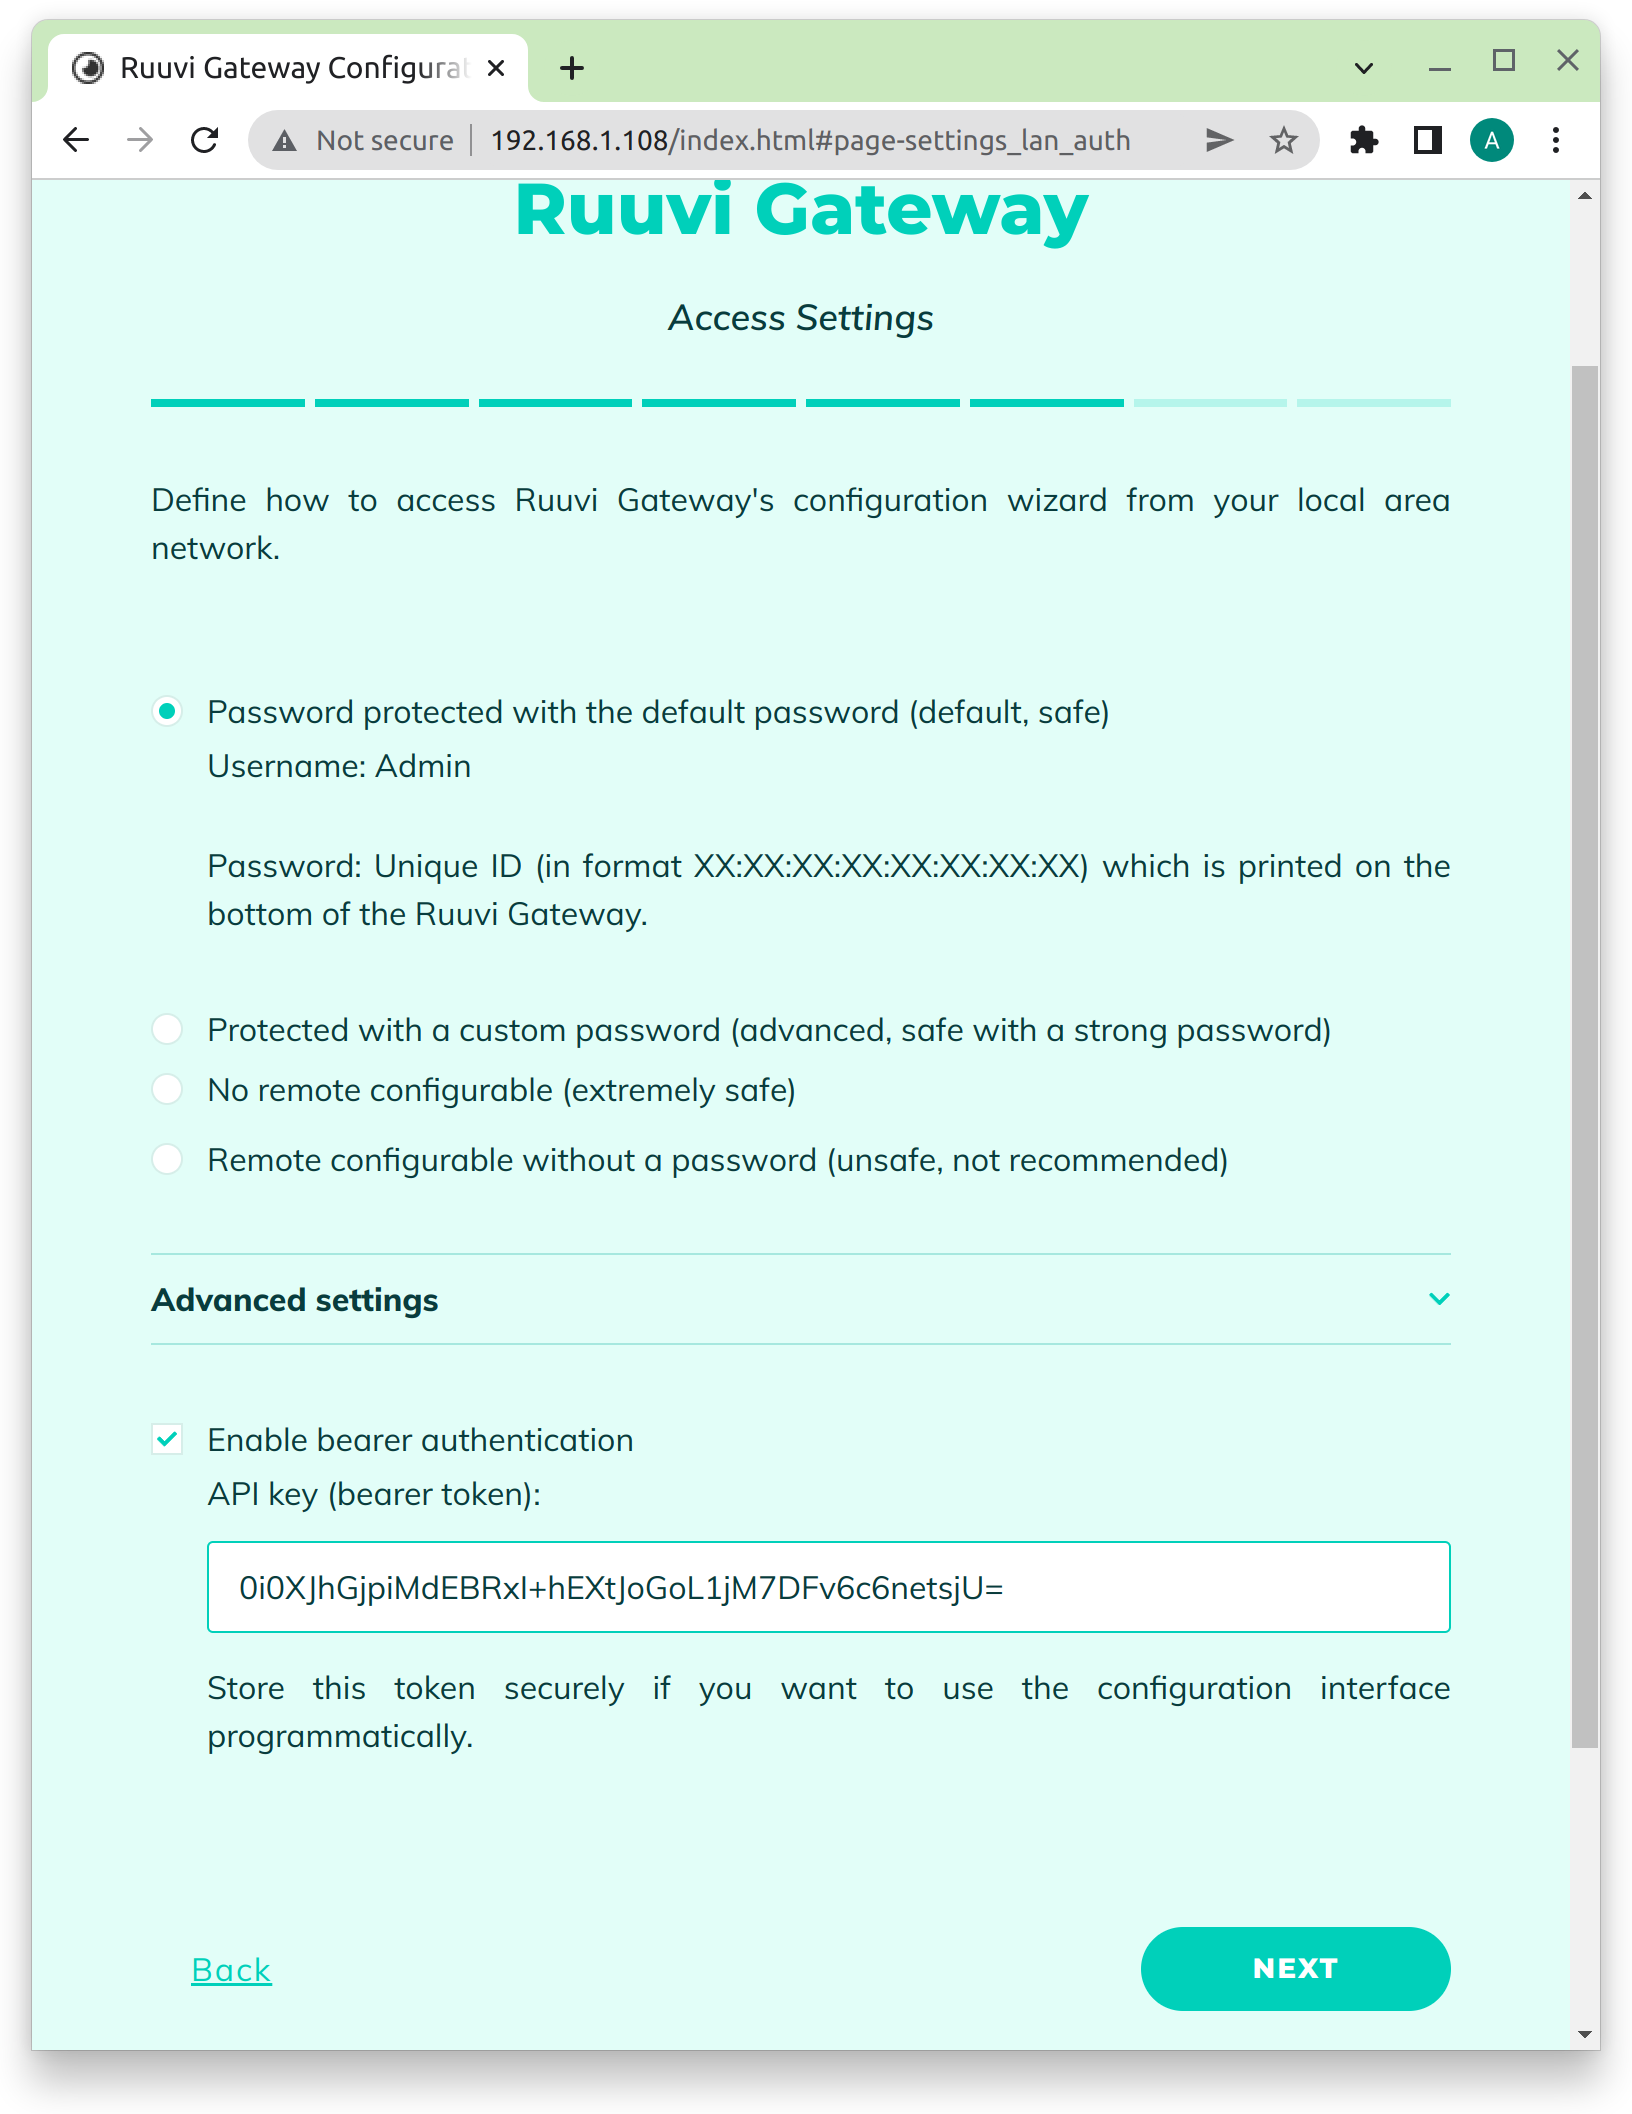 Ruuvi Gateway Configurat
Not secure
192.168.1.108/index.html#page-settings_lan_auth
A
Ruuvi Gateway
Access Settings
Define how to access Ruuvi Gateway's configuration wizard from your local area
network.
Password protected with the default password (default, safe)
Username: Admin
Password: Unique ID (in format XX:XX:XX:XX:XX:XX:XX:XX) which is printed on the
bottom of the Ruuvi Gateway.
Protected with a custom password (advanced, safe with a strong password)
No remote configurable (extremely safe)
Remote configurable without a password (unsafe, not recommended)
Advanced settings
Enable bearer authentication
API key (bearer token):
0i0XJhGjpiMdEBRxI+hEXtJoGoL1jM7DFv6c6netsjU=
Store this token securely if you want to use the configuration interface
programmatically.
Back
NEXT